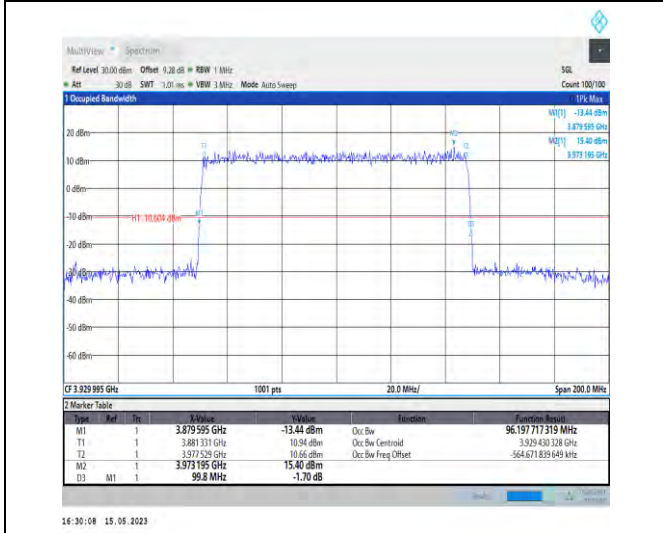 MultiView Spectrum
Ref Level 30.00 dBm Offset 9.28 dB RBW 1 MHz SGL
Att 30 dB SWT 1.01 ms VBW 3 MHz Mode Auto Sweep Count 100/100
1 Occupied Bandwidth 1Pk Max
M1[1] -13.44 dBm
3.879 595 GHz
M2[1] 15.40 dBm
3.973 195 GHz
20 dBm
10 dBm
0 dBm
-10 dBm
H1 -10.604 dBm
M1
-20 dBm
-30 dBm
-40 dBm
-50 dBm
-60 dBm
CF 3.929 995 GHz 1001 pts 20.0 MHz/ Span 200.0 MHz
2 Marker Table
Type Ref Trc X-Value Y-Value Function Function Result
M1 1 3.879 595 GHz -13.44 dBm Occ Bw 96.197 717 319 MHz
T1 1 3.881 331 GHz 10.94 dBm Occ Bw Centroid 3.929 430 328 GHz
T2 1 3.977 529 GHz 10.66 dBm Occ Bw Freq Offset -564.671 839 649 kHz
M2 1 3.973 195 GHz 15.40 dBm
D3 M1 1 99.8 MHz -1.70 dB
16:30:08 15.05.2023